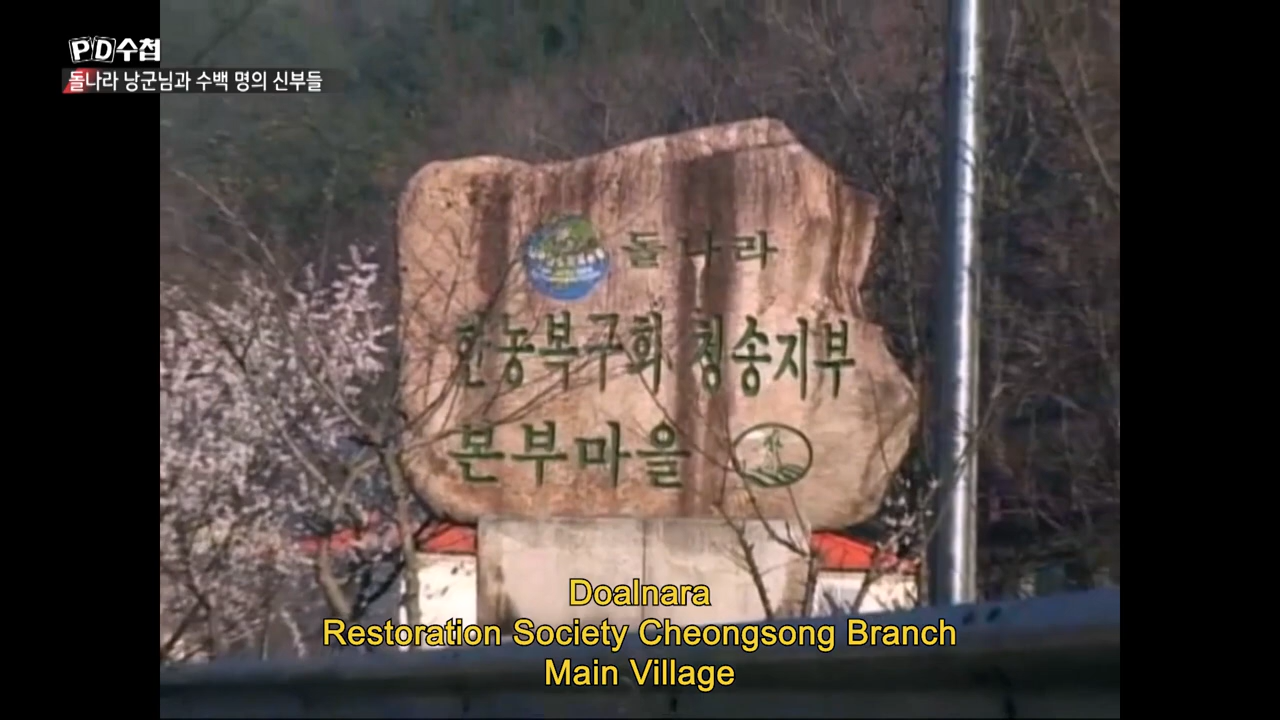 PD수첩
돌나라 낭군님과 수백 명의 신부들
돌나라
한농복구회 청송지부
본부마을
Doalnara
Restoration Society Cheongsong Branch
Main Village